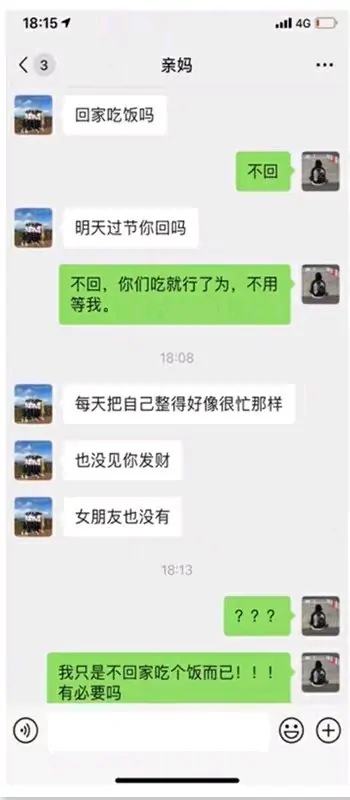 18:15
4G
3
亲妈
回家吃饭吗
不回
明天过节你回吗
不回，你们吃就行了为，不用
等我。
18:08
每天把自己整得好像很忙那样
也没见你发财
女朋友也没有
18:13
？？？
我只是不回家吃个饭而已！！！
有必要吗